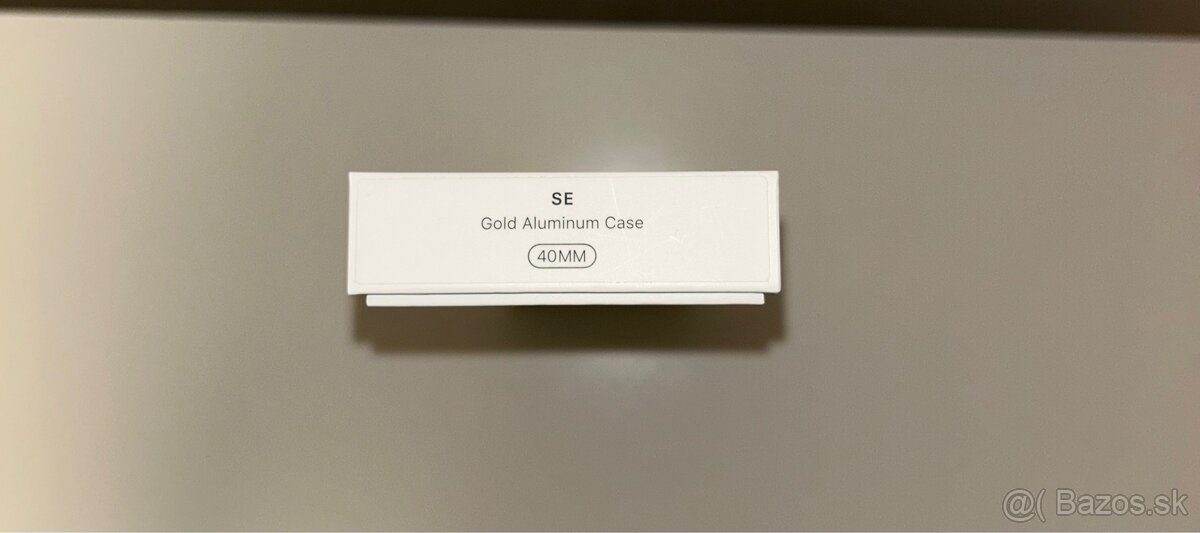 SE
Gold Aluminum Case
40MM
@( Bazos.sk